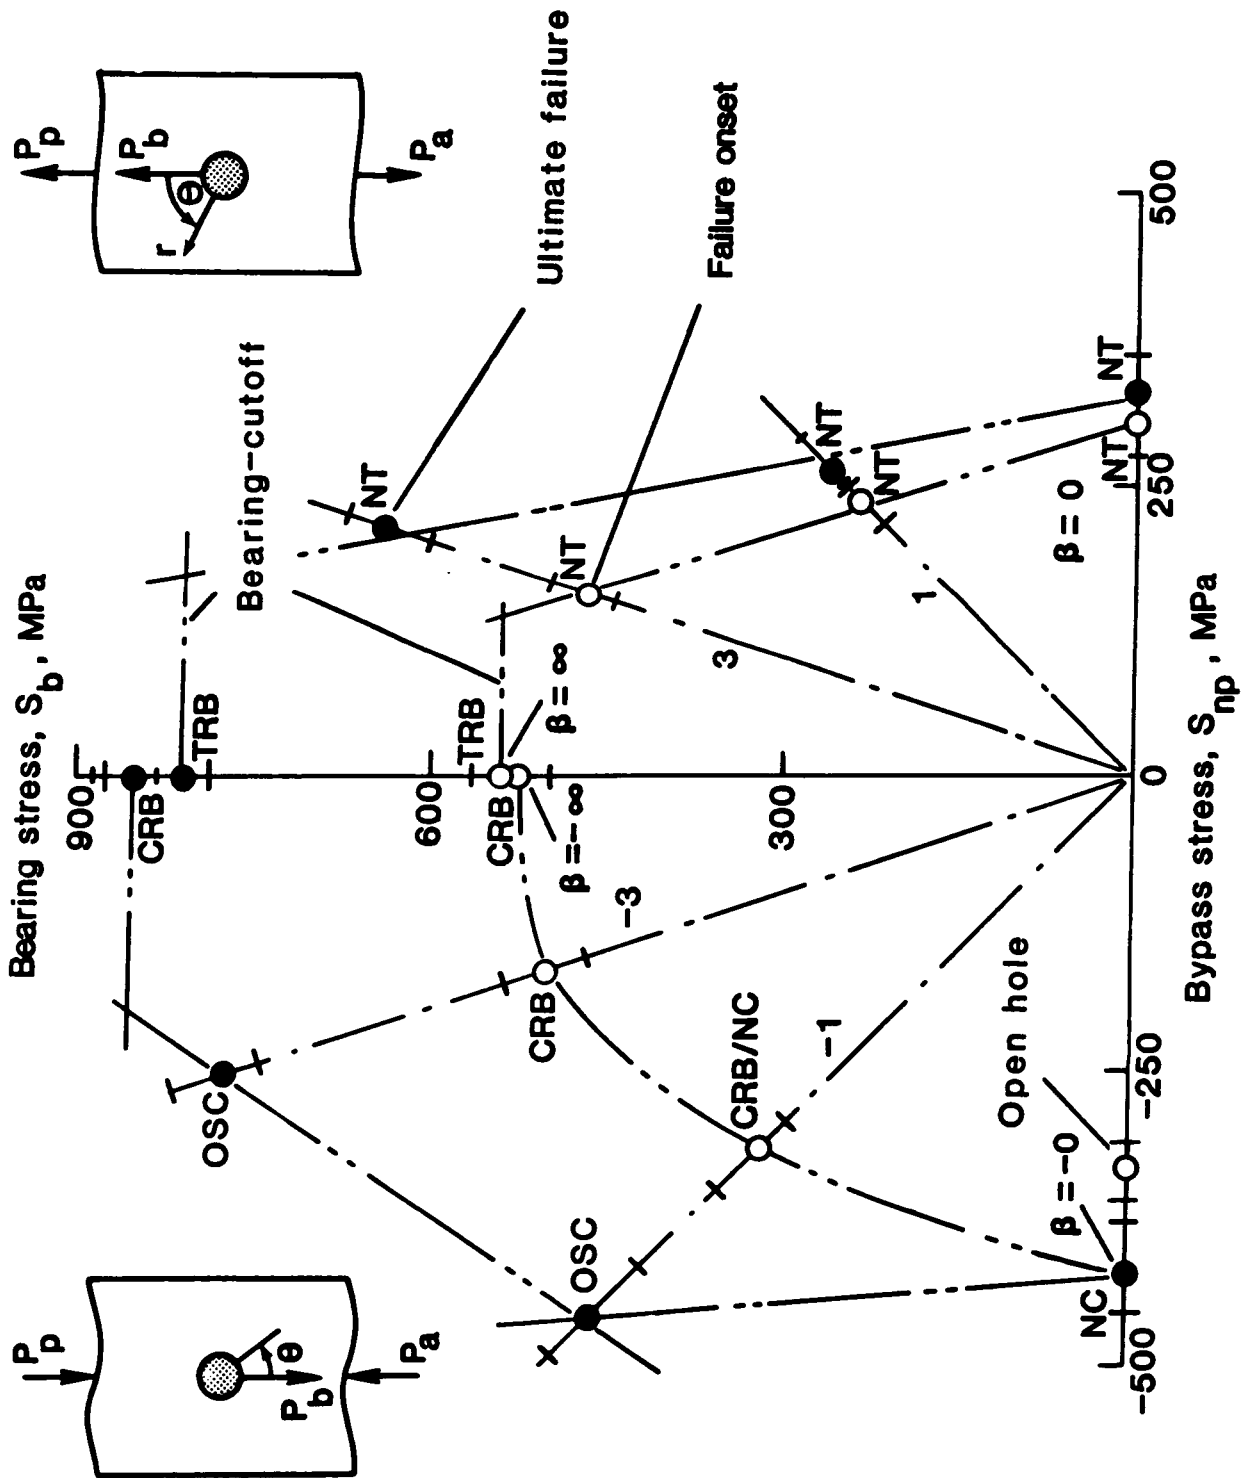 Bearing stress, S_b, MPa
P_p
P_b
θ
P_a
P_p
P_b
r
θ
P_a
900
CRB
TRB
Bearing-cutoff
OSC
NT
Ultimate failure
600
TRB
CRB
β = ∞
β = -∞
CRB
-3
3
NT
Failure onset
OSC
CRB/NC
-1
300
1
NT
NT
Open hole
β = -0
β = 0
NC
NT
NT
-500
-250
0
250
500
Bypass stress, S_np, MPa